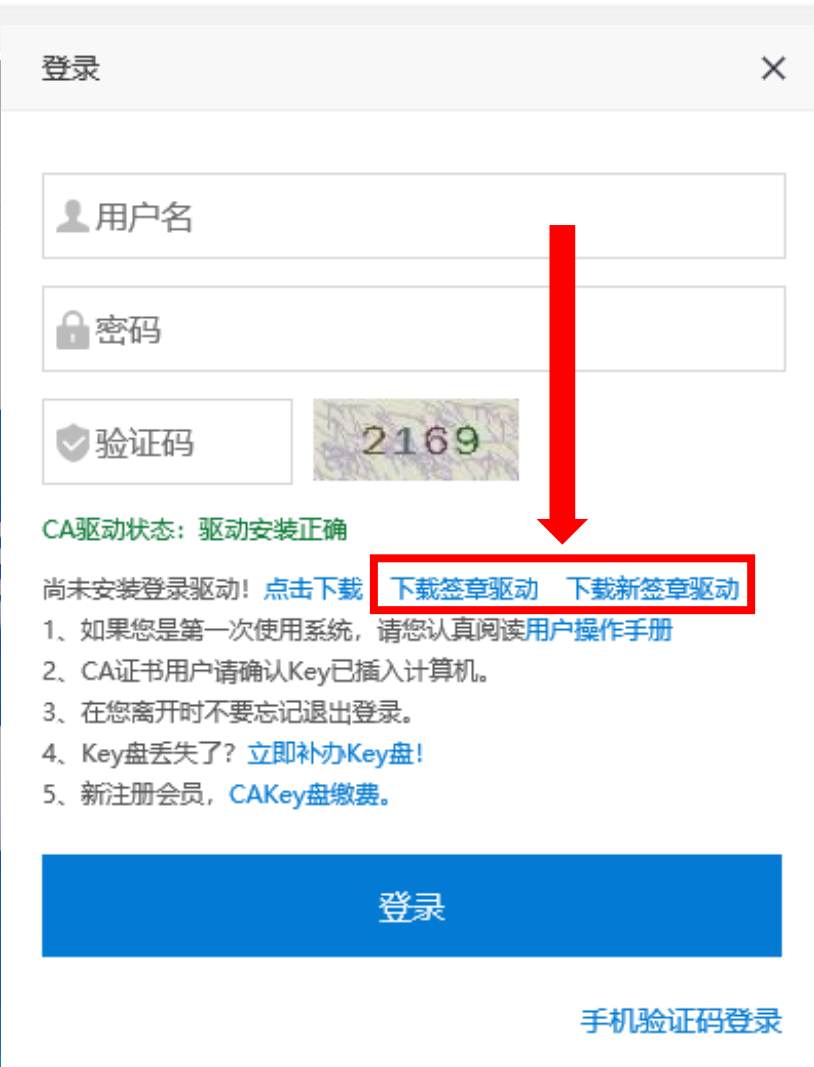 登录
用户名
密码
验证码 2169
CA驱动状态：驱动安装正确
尚未安装登录驱动！点击下载 下载签章驱动 下载新签章驱动
1、如果您是第一次使用系统，请您认真阅读用户操作手册
2、CA证书用户请确认Key已插入计算机。
3、在您离开时不要忘记退出登录。
4、Key盘丢失了？立即补办Key盘！
5、新注册会员，CAKey盘缴费。
登录
手机验证码登录